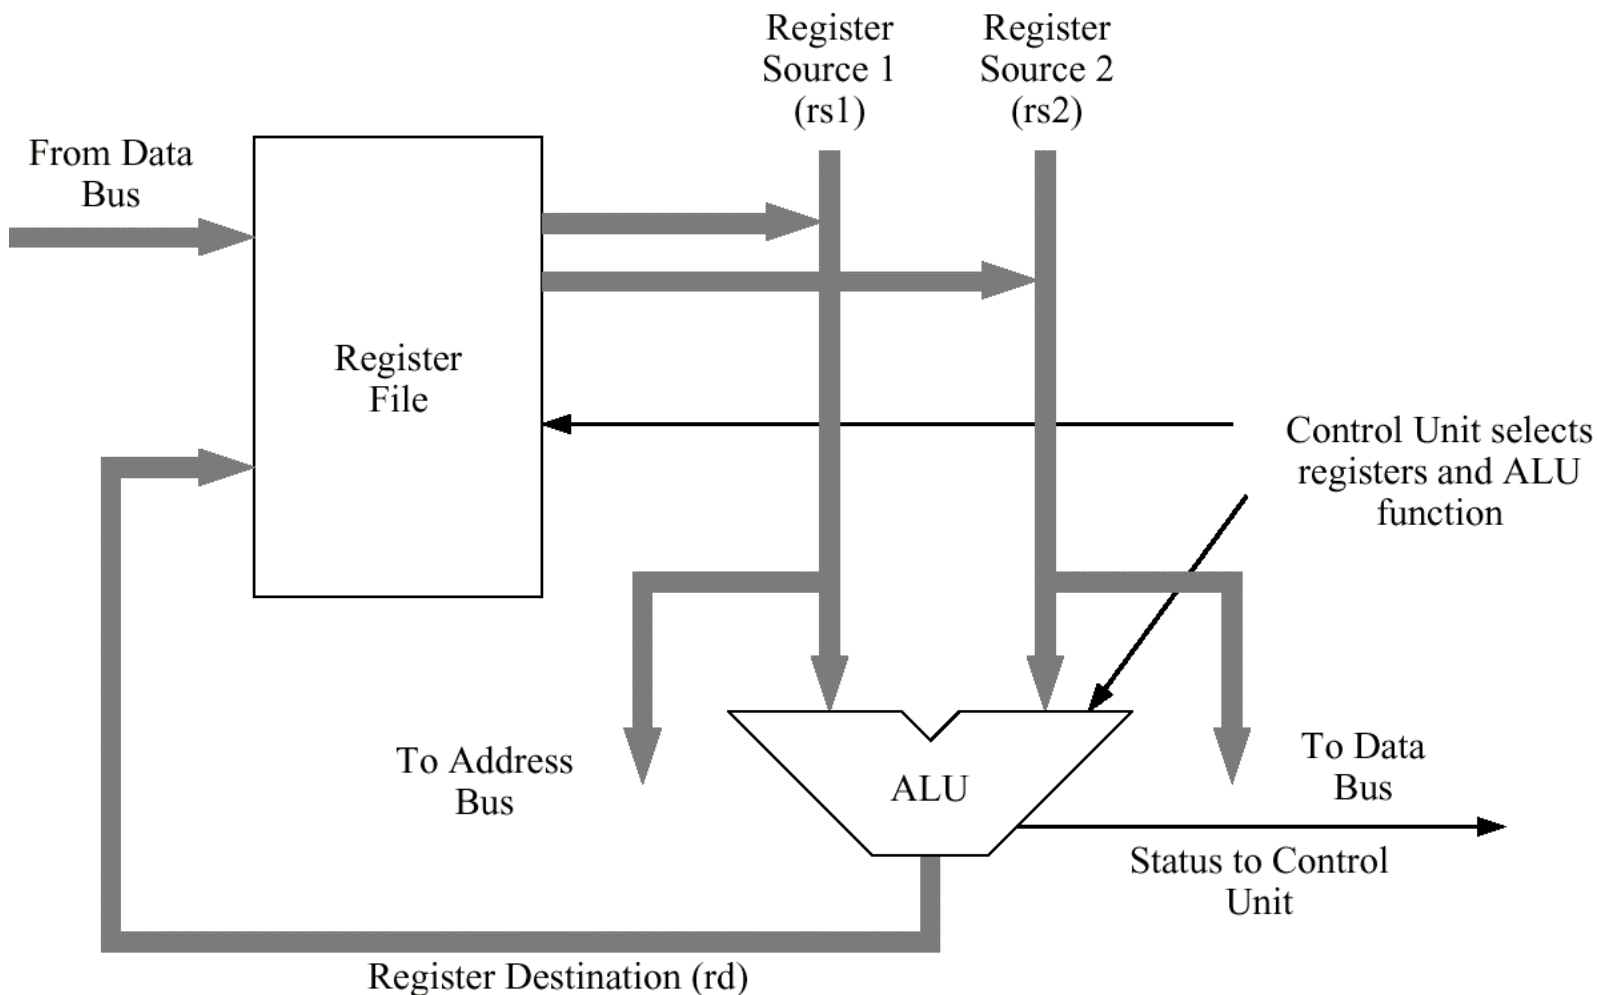 Register
Source 1
(rs1)
Register
Source 2
(rs2)
From Data
Bus
Register
File
Control Unit selects
registers and ALU
function
To Address
Bus
ALU
To Data
Bus
Status to Control
Unit
Register Destination (rd)